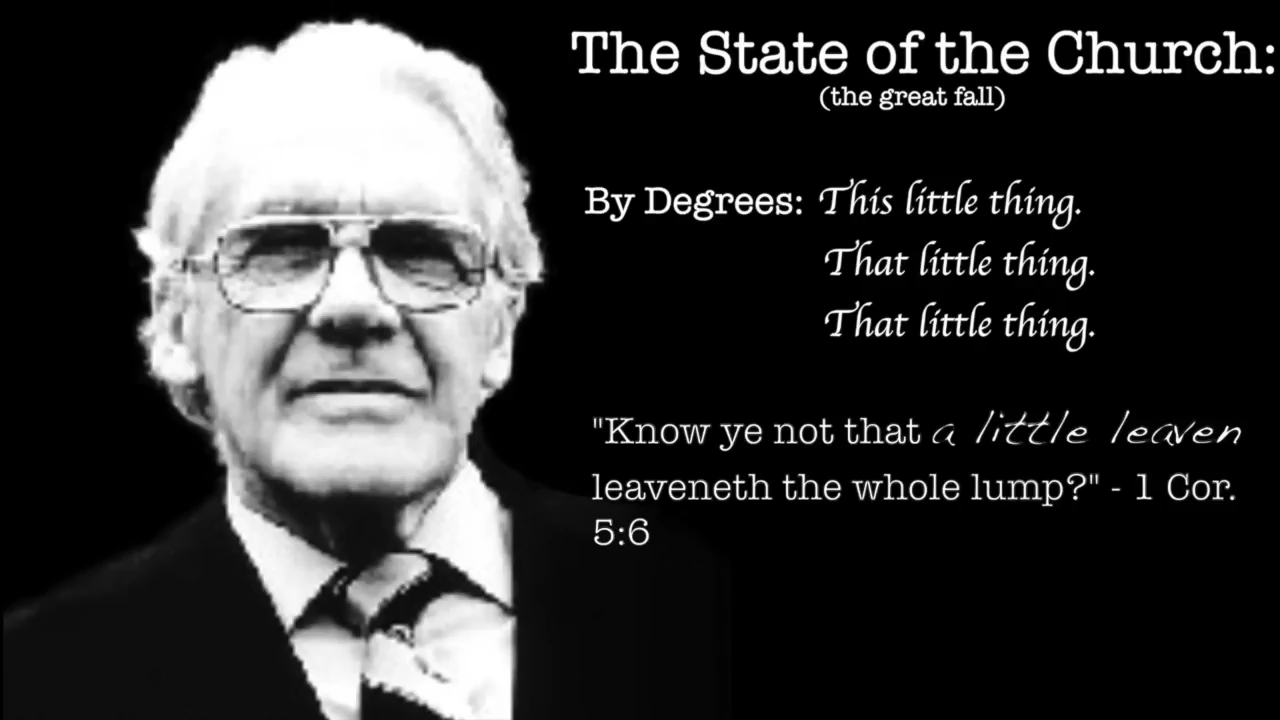 The State of the Church:
(the great fall)
By Degrees: This little thing.
That little thing.
That little thing.
"Know ye not that a little leaven
leaveneth the whole lump?" - 1 Cor.
5:6